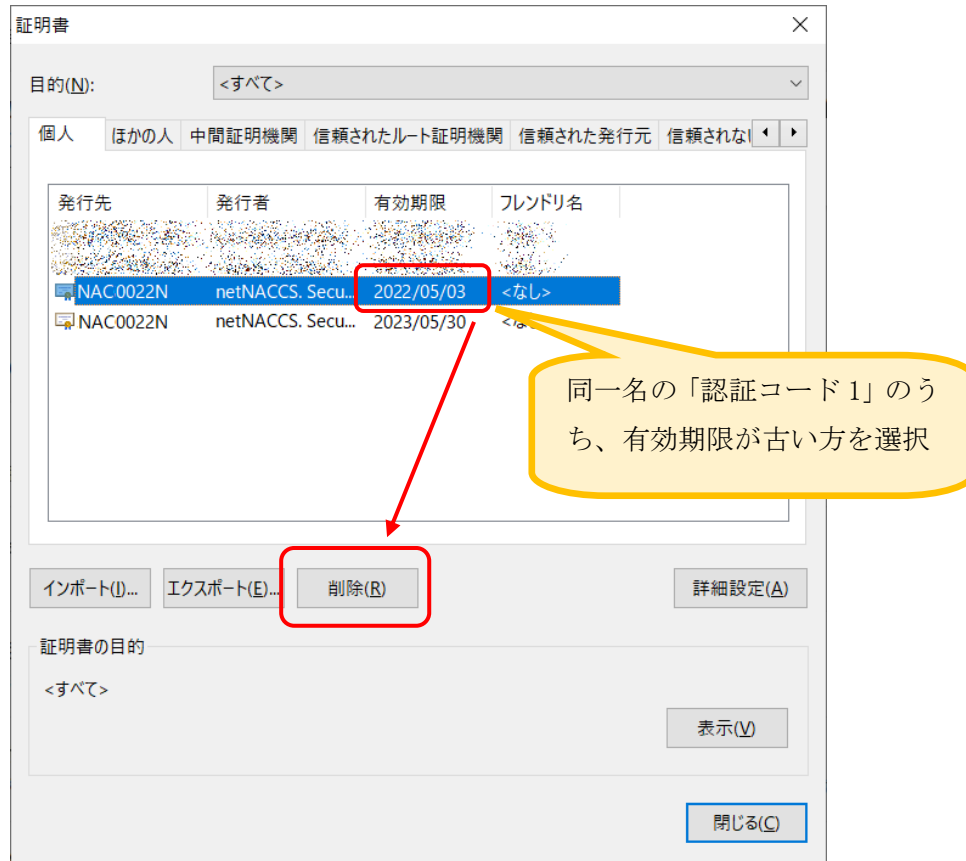 証明書
目的(N): <すべて>
個人 ほかの人 中間証明機関 信頼されたルート証明機関 信頼された発行元 信頼されな
発行先 発行者 有効期限 フレンドリ名
NAC0022N netNACCS. Secu... 2022/05/03 <なし>
NAC0022N netNACCS. Secu... 2023/05/30
同一名の「認証コード1」のう
ち、有効期限が古い方を選択
インポート(I)... エクスポート(E)... 削除(R) 詳細設定(A)
証明書の目的
<すべて>
表示(V)
閉じる(C)